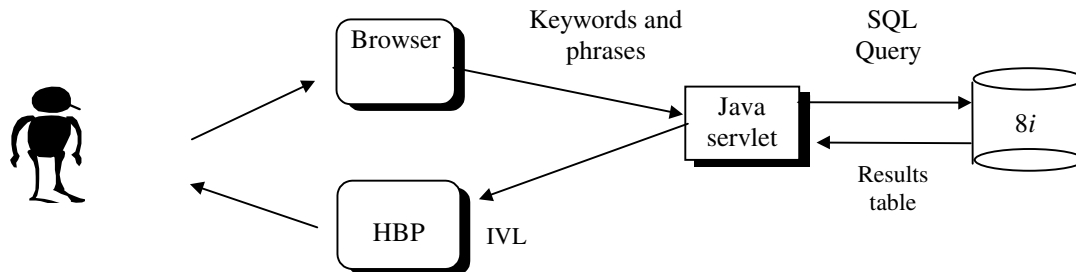 Browser
Keywords and
phrases
SQL
Query
Java
servlet
8i
Results
table
HBP
IVL